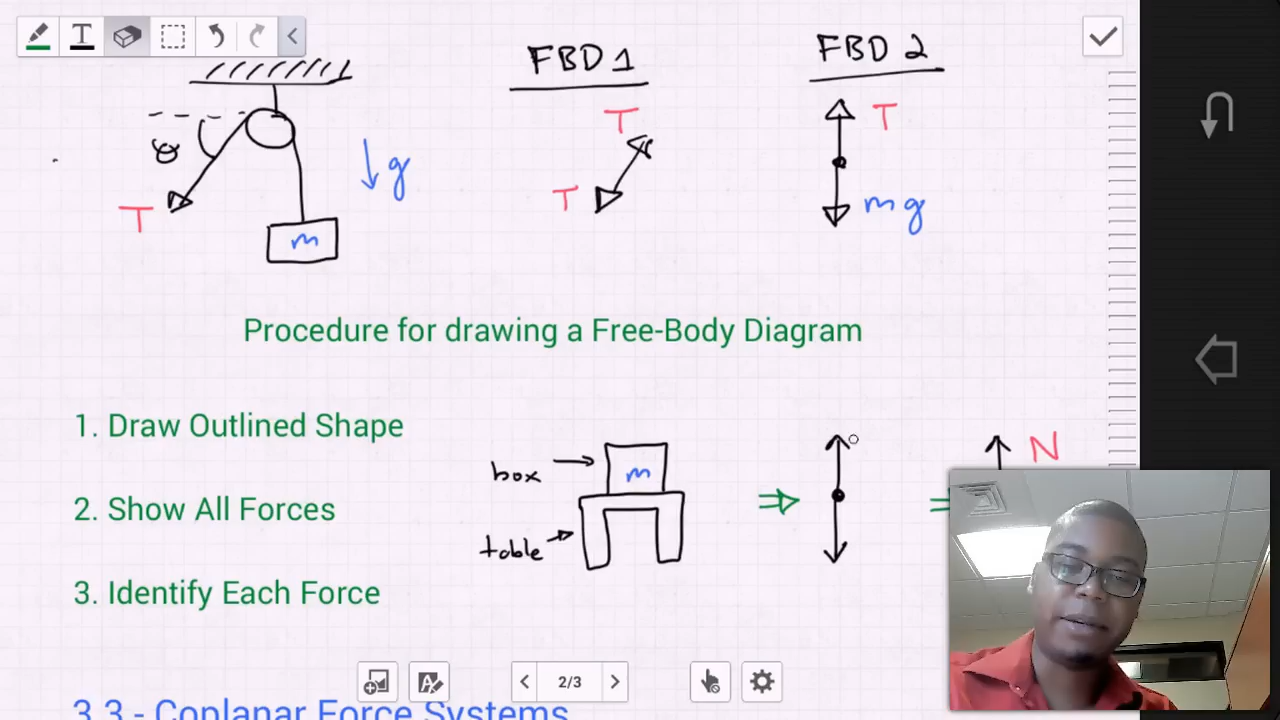 T
FBD 1
FBD 2
T
T
θ
g
T
T
m g
m
Procedure for drawing a Free-Body Diagram
1. Draw Outlined Shape
N
box
m
2. Show All Forces
table
3. Identify Each Force
2/3
3.3 - Coplanar Force Systems